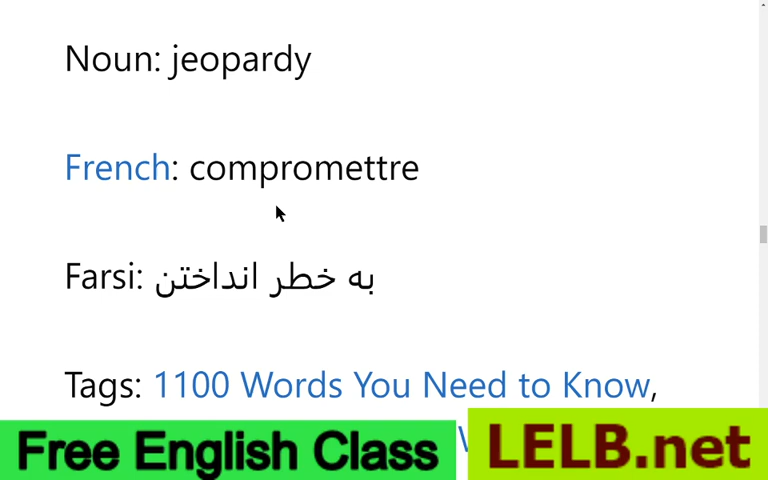 Noun: jeopardy
French: compromettre
Farsi: به خطر انداختن
Tags: 1100 Words You Need to Know,
Free English Class
LELB.net